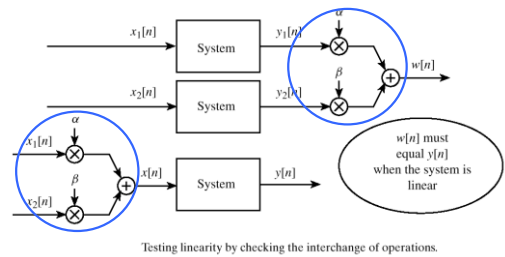 α
x₁[n] System y₁[n]
w[n]
β
x₂[n] System y₂[n]
α
x₁[n]
β
x₂[n]
x[n] System y[n]
w[n] must
equal y[n]
when the system is
linear
Testing linearity by checking the interchange of operations.